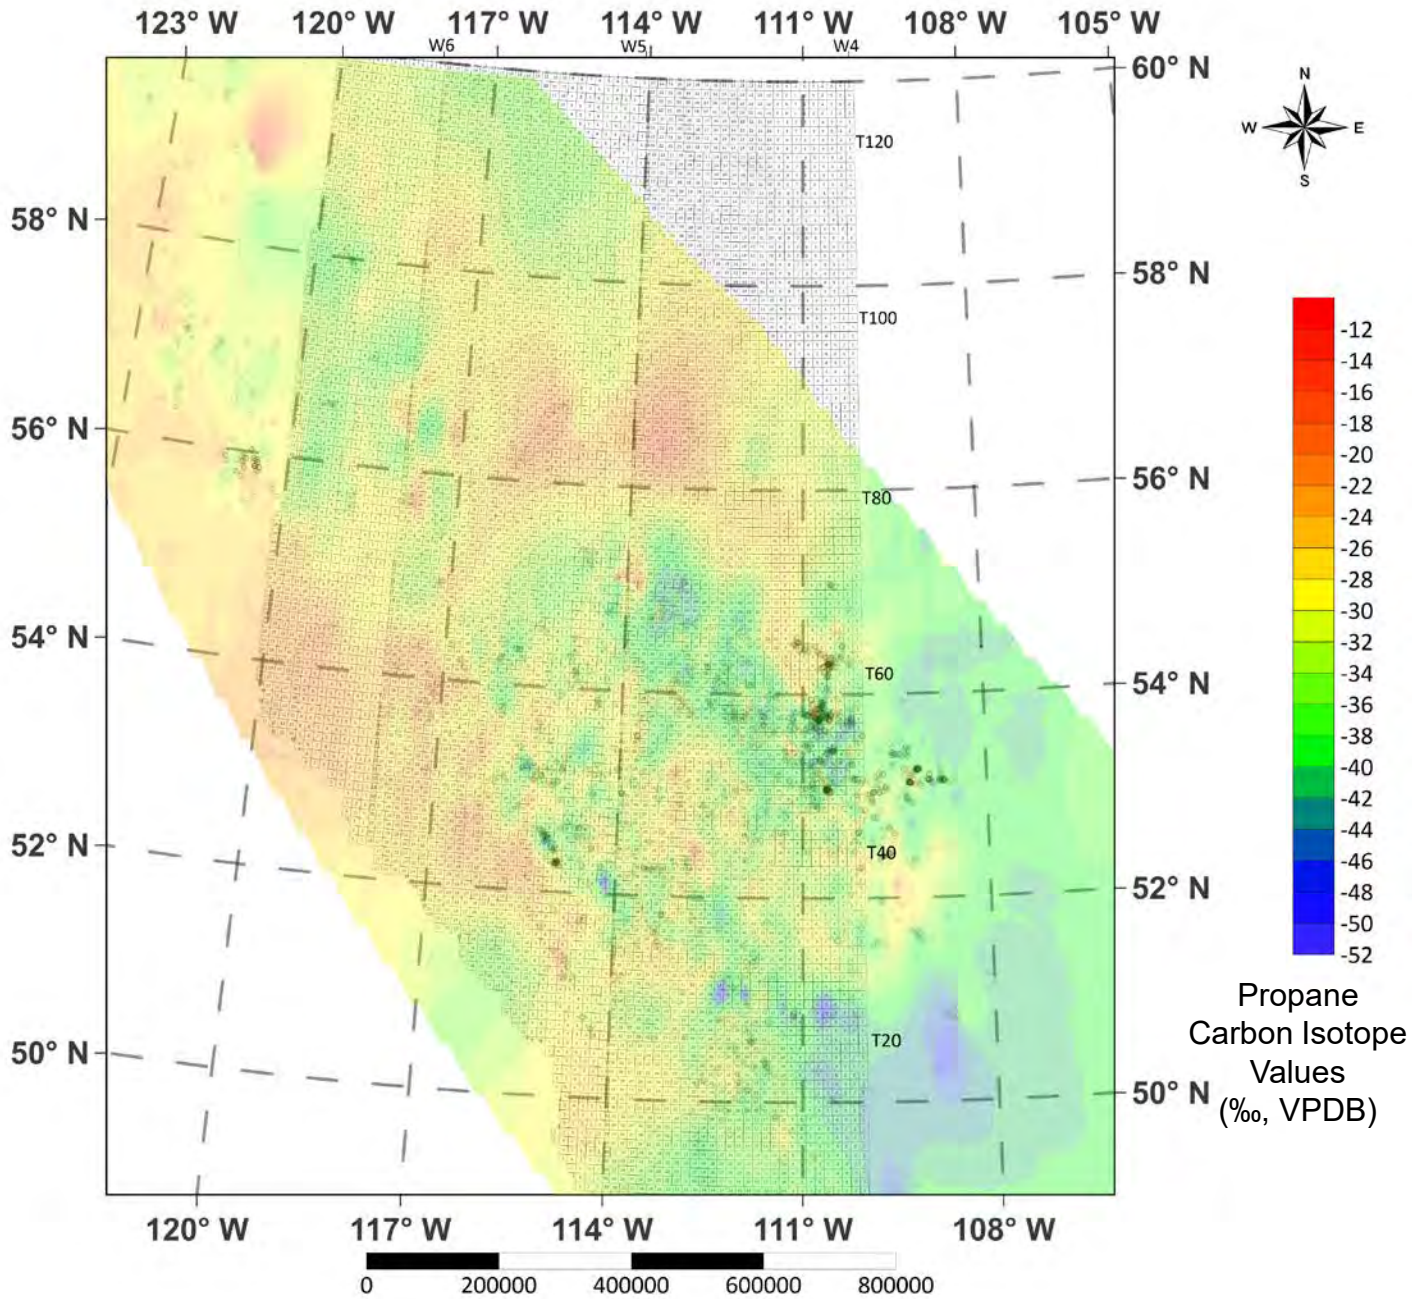 123° W 120° W 117° W 114° W 111° W 108° W 105° W
W6 W5 W4
60° N
N
W E
S
T120
58° N
58° N
T100
-12
-14
-16
-18
-20
-22
-24
-26
-28
-30
-32
-34
-36
-38
-40
-42
-44
-46
-48
-50
-52
56° N
56° N
T80
54° N
T60
54° N
52° N
T40
52° N
Propane
Carbon Isotope
Values
(‰, VPDB)
50° N
T20
50° N
120° W 117° W 114° W 111° W 108° W
0 200000 400000 600000 800000